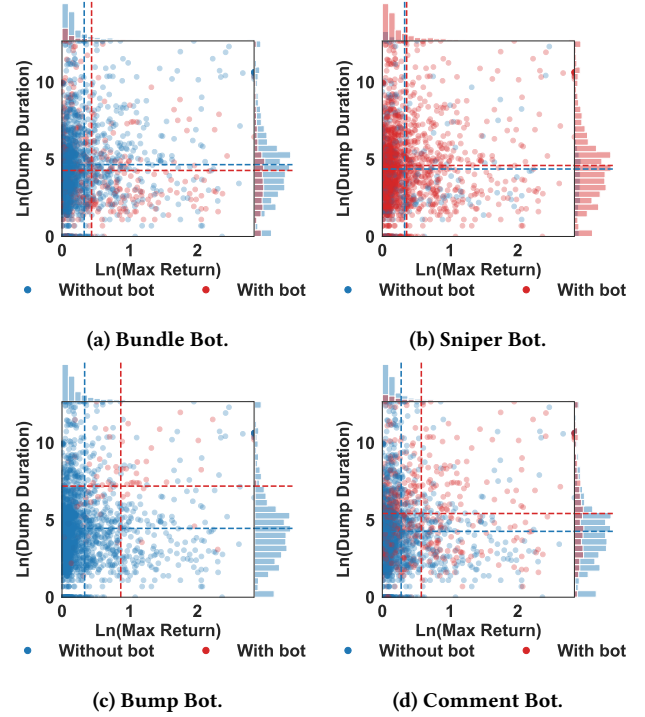 Ln(Dump Duration)
10
5
0
0
1
2
Ln(Max Return)
Without bot
With bot
(a) Bundle Bot.
Ln(Dump Duration)
10
5
0
0
1
2
Ln(Max Return)
Without bot
With bot
(b) Sniper Bot.
Ln(Dump Duration)
10
5
0
0
1
2
Ln(Max Return)
Without bot
With bot
(c) Bump Bot.
Ln(Dump Duration)
10
5
0
0
1
2
Ln(Max Return)
Without bot
With bot
(d) Comment Bot.